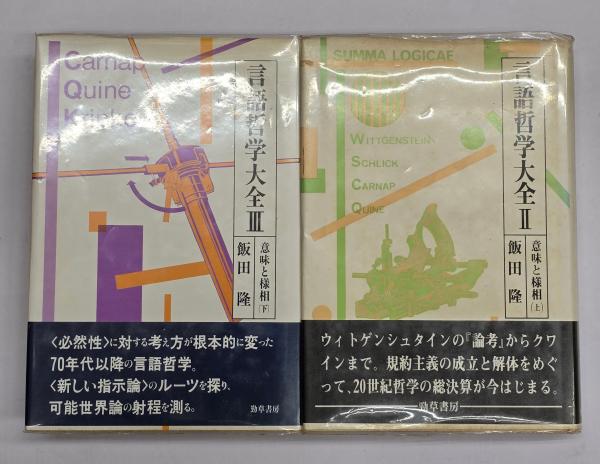 Carnap
Quine
Kripke
言語哲学大全Ⅲ
意味と様相(下)
飯田 隆
〈必然性〉に対する考え方が根本的に変った
70年代以降の言語哲学。
〈新しい指示論〉のルーツを探り、
可能世界論の射程を測る。
勁草書房
SUMMA LOGICAE
WITTGENSTEIN
SCHLICK
CARNAP
QUINE
言語哲学大全Ⅱ
意味と様相(上)
飯田 隆
ウィトゲンシュタインの『論考』からクワ
インまで。規約主義の成立と解体をめぐ
って、20世紀哲学の総決算が今はじまる。
勁草書房